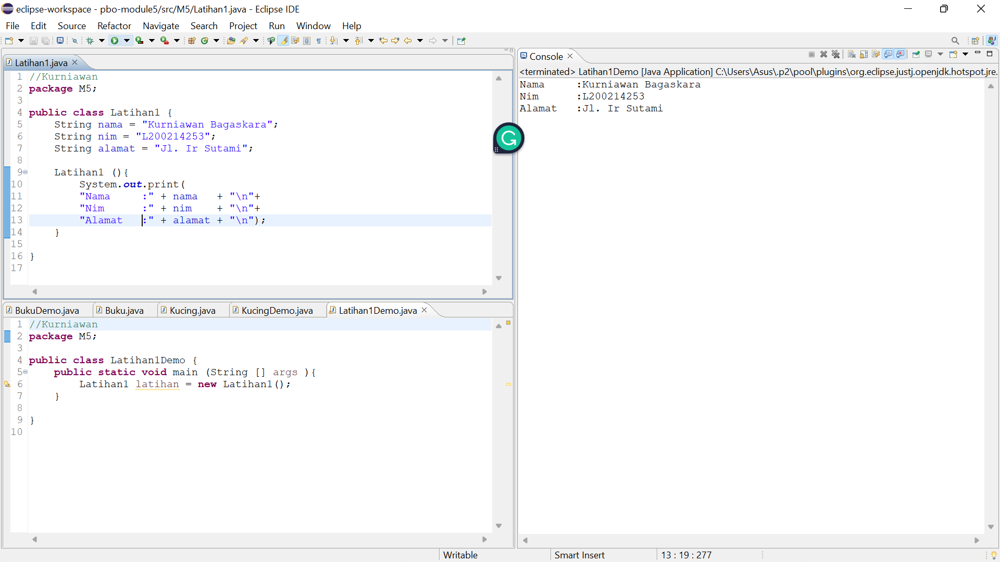 eclipse-workspace - pbo-module5/src/M5/Latihan1.java - Eclipse IDE
File Edit Source Refactor Navigate Search Project Run Window Help
Latihan1.java
1 //Kurniawan
2 package M5;
3
4 public class Latihan1 {
5     String nama = "Kurniawan Bagaskara";
6     String nim = "L200214253";
7     String alamat = "Jl. Ir Sutami";
8
9     Latihan1 (){
10         System.out.print(
11         "Nama     :" + nama   + "\n"+
12         "Nim      :" + nim    + "\n"+
13         "Alamat   :" + alamat + "\n");
14     }
15
16 }
17
BukuDemo.java Buku.java Kucing.java KucingDemo.java Latihan1Demo.java
1 //Kurniawan
2 package M5;
3
4 public class Latihan1Demo {
5     public static void main (String [] args ){
6         Latihan1 latihan = new Latihan1();
7     }
8
9 }
10
Console
<terminated> Latihan1Demo [Java Application] C:\Users\Asus\.p2\pool\plugins\org.eclipse.justj.openjdk.hotspot.jre.
Nama     :Kurniawan Bagaskara
Nim      :L200214253
Alamat   :Jl. Ir Sutami
Writable Smart Insert 13 : 19 : 277